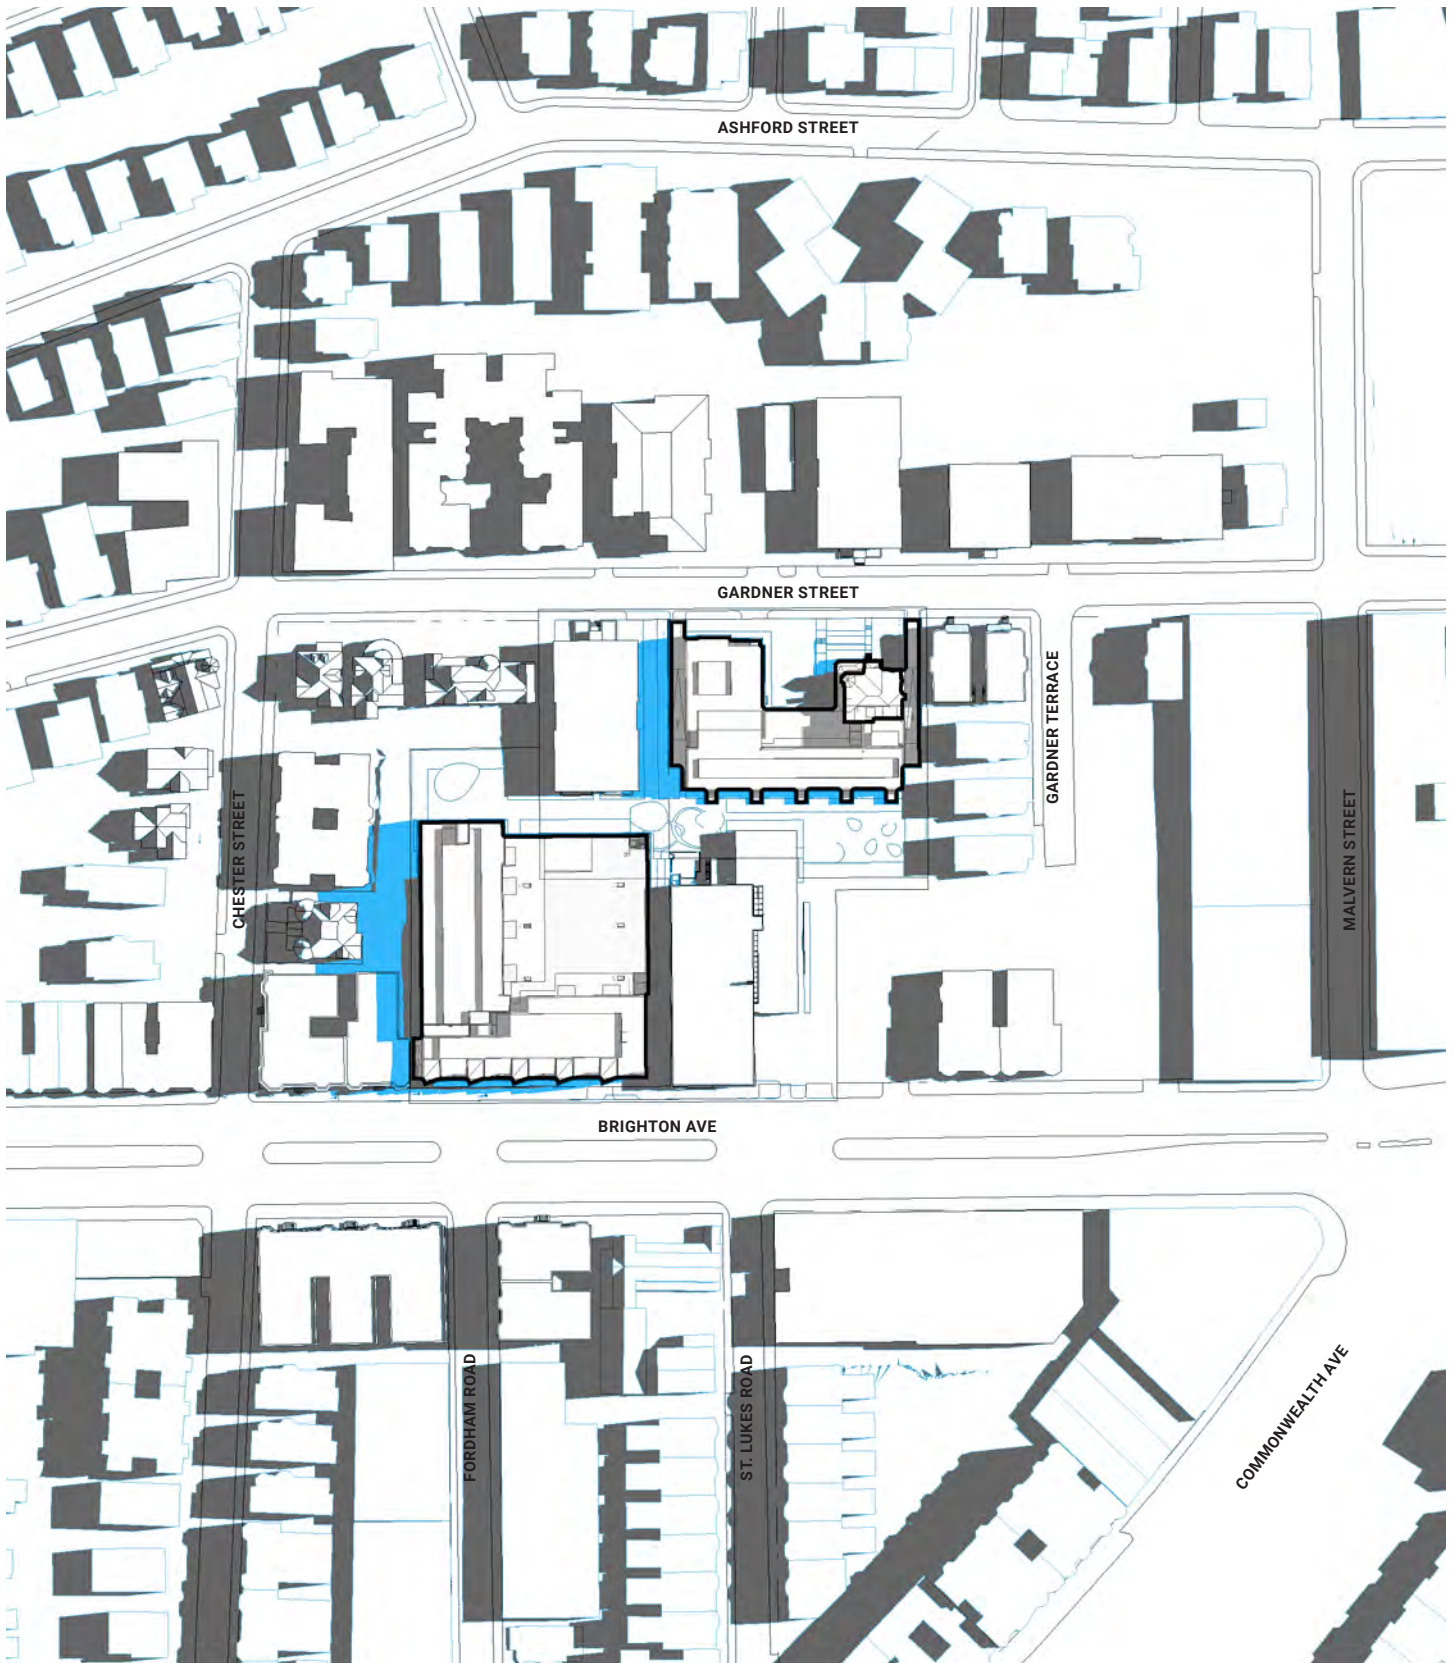 ASHFORD STREET
GARDNER STREET
GARDNER TERRACE
CHESTER STREET
MALVERN STREET
BRIGHTON AVE
FORDHAM ROAD
ST. LUKES ROAD
COMMONWEALTH AVE